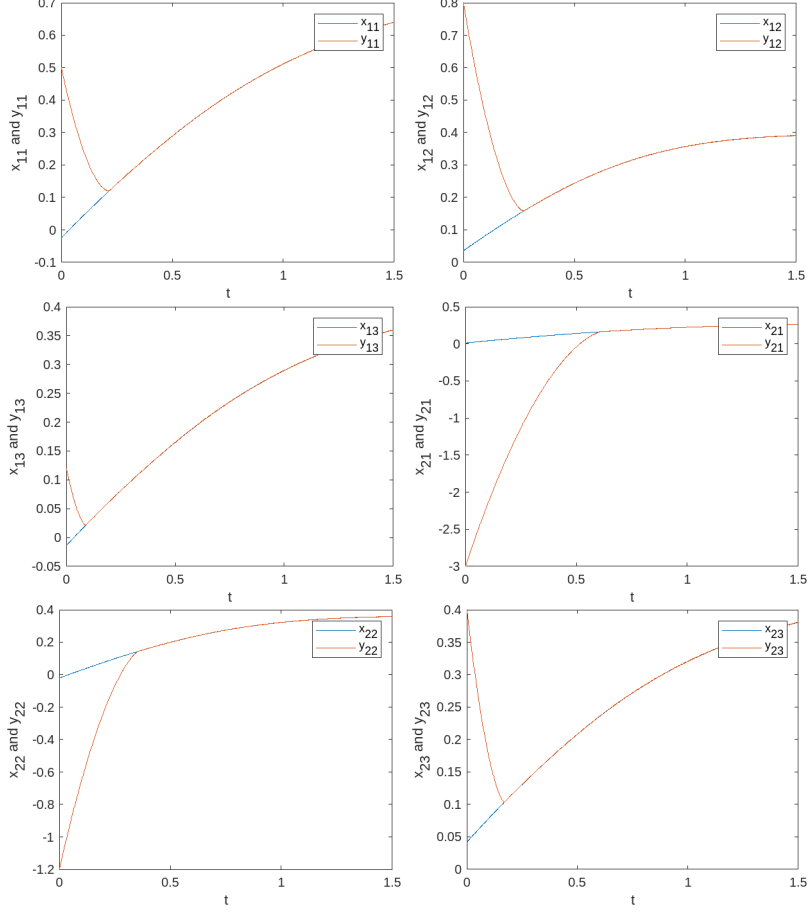 0.7
0.6
0.5
0.4
0.3
0.2
0.1
0
-0.1
x11 and y11
x11
y11
0 0.5 1 1.5
t
0.8
0.7
0.6
0.5
0.4
0.3
0.2
0.1
0
x12 and y12
x12
y12
0 0.5 1 1.5
t
0.4
0.35
0.3
0.25
0.2
0.15
0.1
0.05
0
-0.05
x13 and y13
x13
y13
0 0.5 1 1.5
t
0.5
0
-0.5
-1
-1.5
-2
-2.5
-3
x21 and y21
x21
y21
0 0.5 1 1.5
t
0.4
0.2
0
-0.2
-0.4
-0.6
-0.8
-1
-1.2
x22 and y22
x22
y22
0 0.5 1 1.5
t
0.4
0.35
0.3
0.25
0.2
0.15
0.1
0.05
0
x23 and y23
x23
y23
0 0.5 1 1.5
t